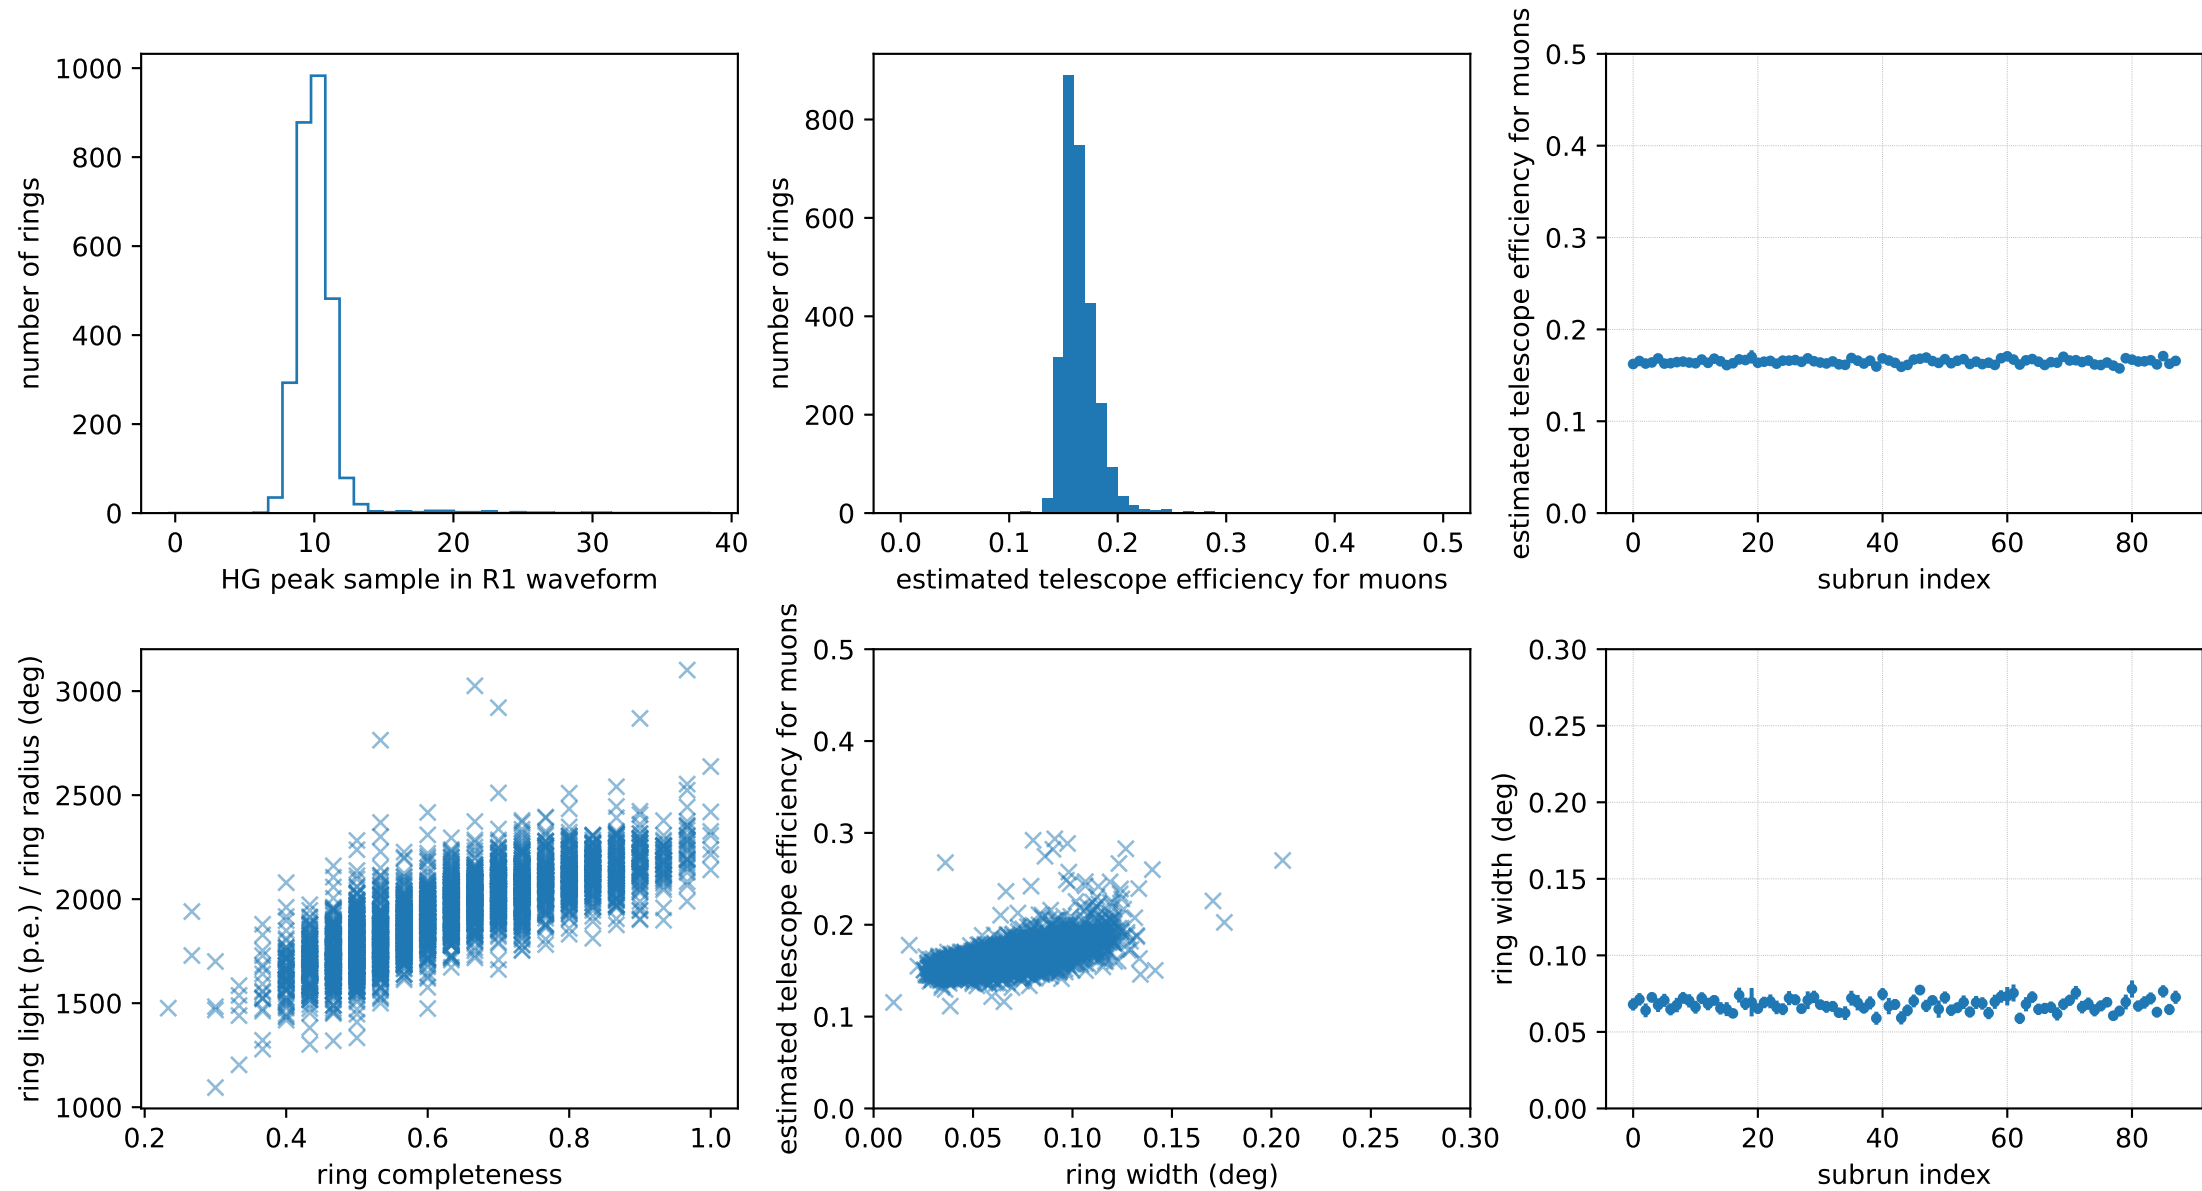 number of rings
1000
800
600
400
200
0
0 10 20 30 40
HG peak sample in R1 waveform
number of rings
800
600
400
200
0
0.0 0.1 0.2 0.3 0.4 0.5
estimated telescope efficiency for muons
estimated telescope efficiency for muons
0.5
0.4
0.3
0.2
0.1
0.0
0 20 40 60 80
subrun index
ring light (p.e.) / ring radius (deg)
3000
2500
2000
1500
1000
0.2 0.4 0.6 0.8 1.0
ring completeness
estimated telescope efficiency for muons
0.5
0.4
0.3
0.2
0.1
0.0
0.00 0.05 0.10 0.15 0.20 0.25 0.30
ring width (deg)
ring width (deg)
0.30
0.25
0.20
0.15
0.10
0.05
0.00
0 20 40 60 80
subrun index